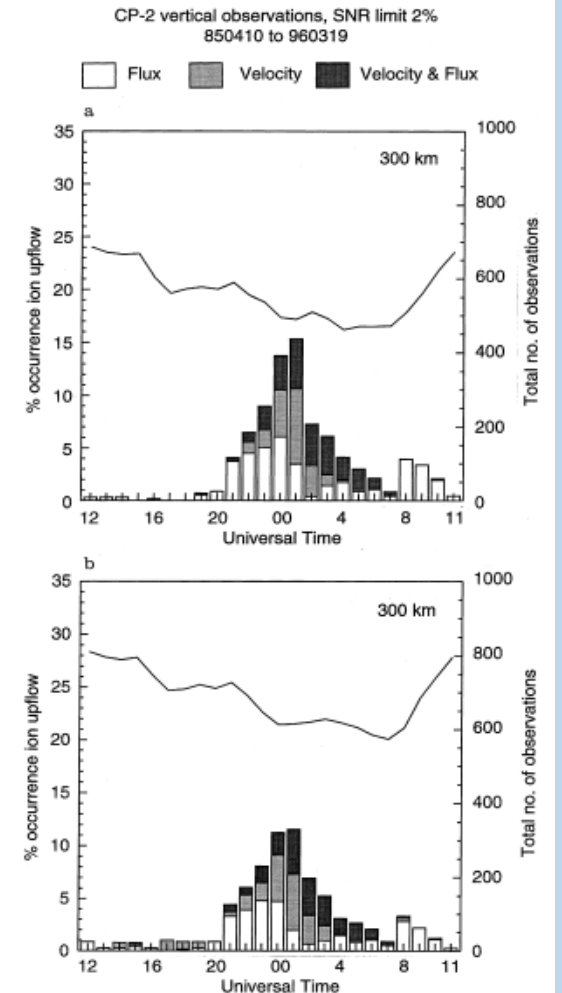 CP-2 vertical observations, SNR limit 2%
850410 to 960319
Flux Velocity Velocity & Flux
a
35 1000
300 km
30
800
25
600
20
15
400
10
200
5
0 0
12 16 20 00 4 8 11
Universal Time
% occurrence ion upflow
Total no. of observations
b
35 1000
300 km
30
800
25
600
20
15
400
10
200
5
0 0
12 16 20 00 4 8 11
Universal Time
% occurrence ion upflow
Total no. of observations